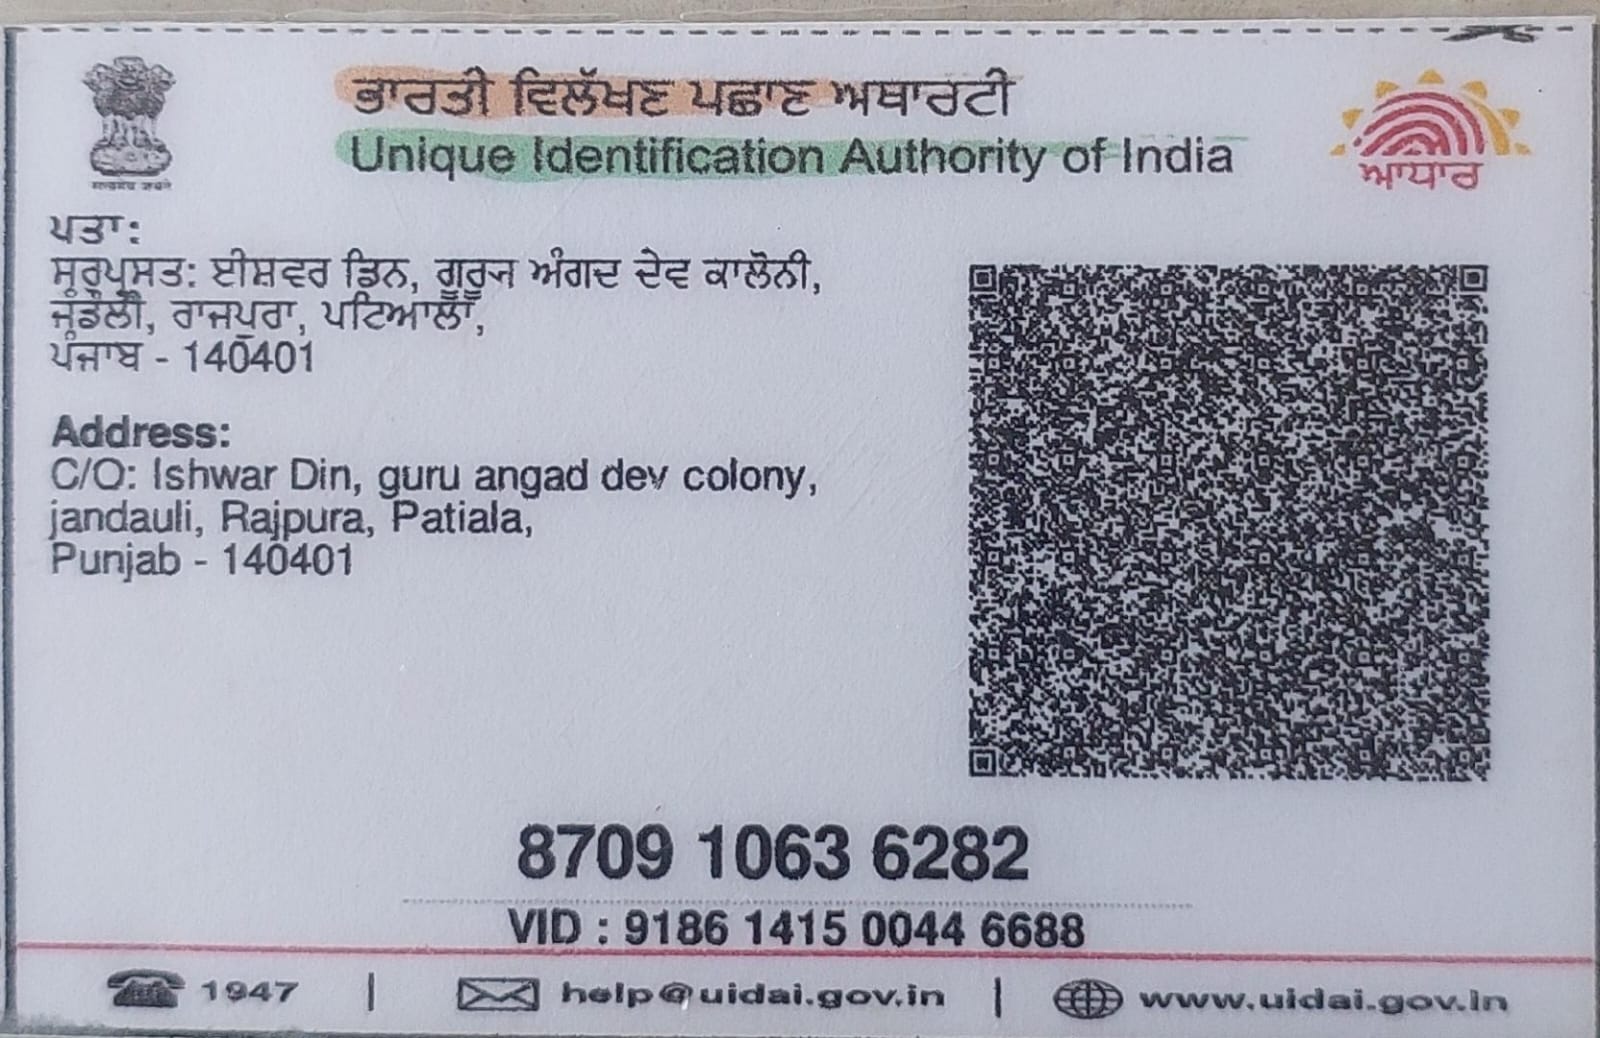 ਭਾਰਤੀ ਵਿਲੱਖਣ ਪਛਾਣ ਅਥਾਰਟੀ
Unique Identification Authority of India
ਆਧਾਰ
ਪਤਾ:
ਸਰਪ੍ਰਸਤ: ਈਸ਼ਵਰ ਡਿਨ, ਅੰਗਦ ਦੇਵ ਕਾਲੋਨੀ,
ਰਾਜਪੁਰਾ, ਪਟਿਆਲਾ,
ਪੰਜਾਬ - 140401
Address:
C/O: Ishwar Din, guru angad dev colony,
jandauli, Rajpura, Patiala,
Punjab - 140401
8709 1063 6282
VID : 9186 1415 0044 6688
1947 | help@uidai.gov.in | www.uidai.gov.in